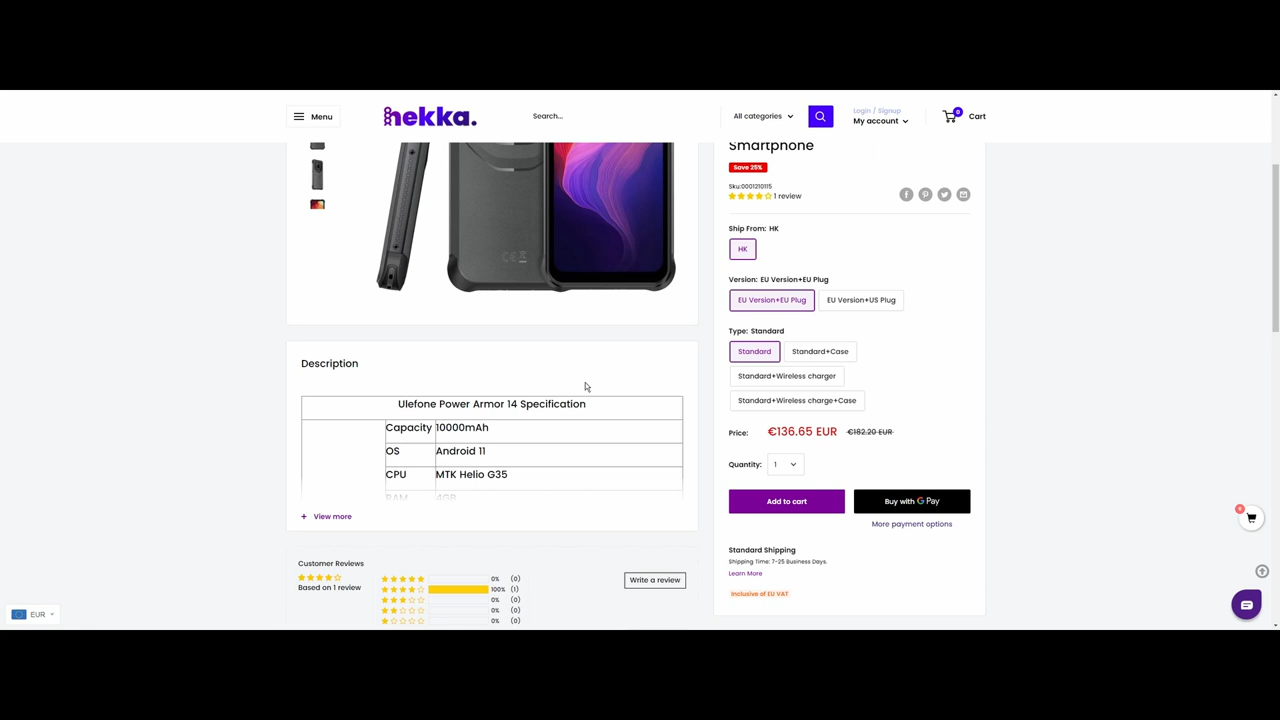 Menu
hekka.
Search...
All categories
Login / Signup
My account
0
Cart
Smartphone
Save 25%
Sku:0001210115
1 review
Ship From: HK
HK
Version: EU Version+EU Plug
EU Version+EU Plug
EU Version+US Plug
Type: Standard
Standard
Standard+Case
Standard+Wireless charger
Standard+Wireless charge+Case
Price:
€136.65 EUR
€182.20 EUR
Quantity:
1
Add to cart
Buy with G Pay
More payment options
Standard Shipping
Shipping Time: 7-25 Business Days.
Learn More
Inclusive of EU VAT
Description
Ulefone Power Armor 14 Specification
Capacity 10000mAh
OS Android 11
CPU MTK Helio G35
RAM 4GB
+ View more
Customer Reviews
Based on 1 review
0% (0)
100% (1)
0% (0)
0% (0)
0% (0)
Write a review
0
EUR